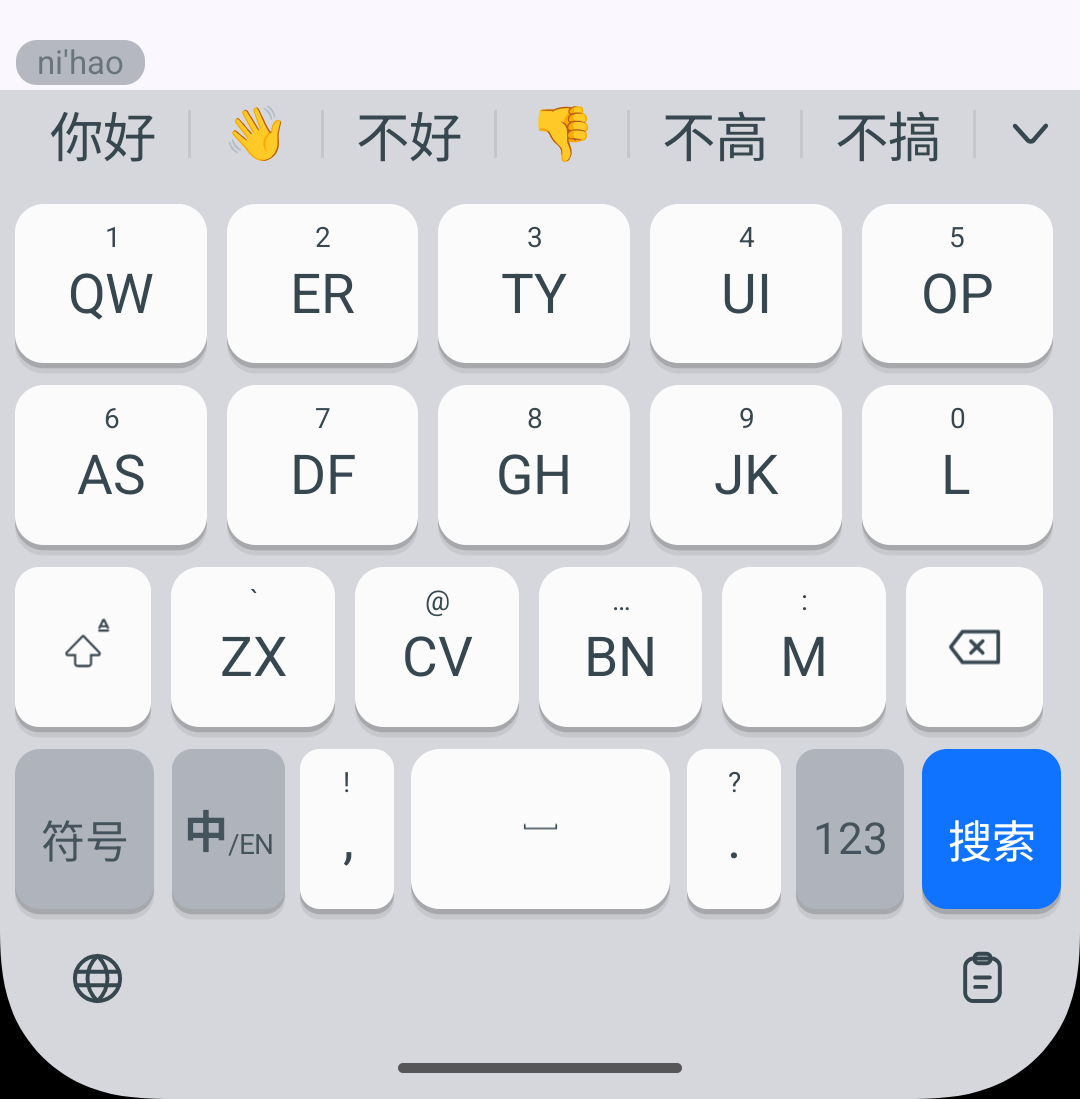 ni'hao
你好 👋 不好 👎 不高 不搞
1 2 3 4 5
QW ER TY UI OP
6 7 8 9 0
AS DF GH JK L
` @ … :
ZX CV BN M
! ?
符号 中/EN , . 123 搜索